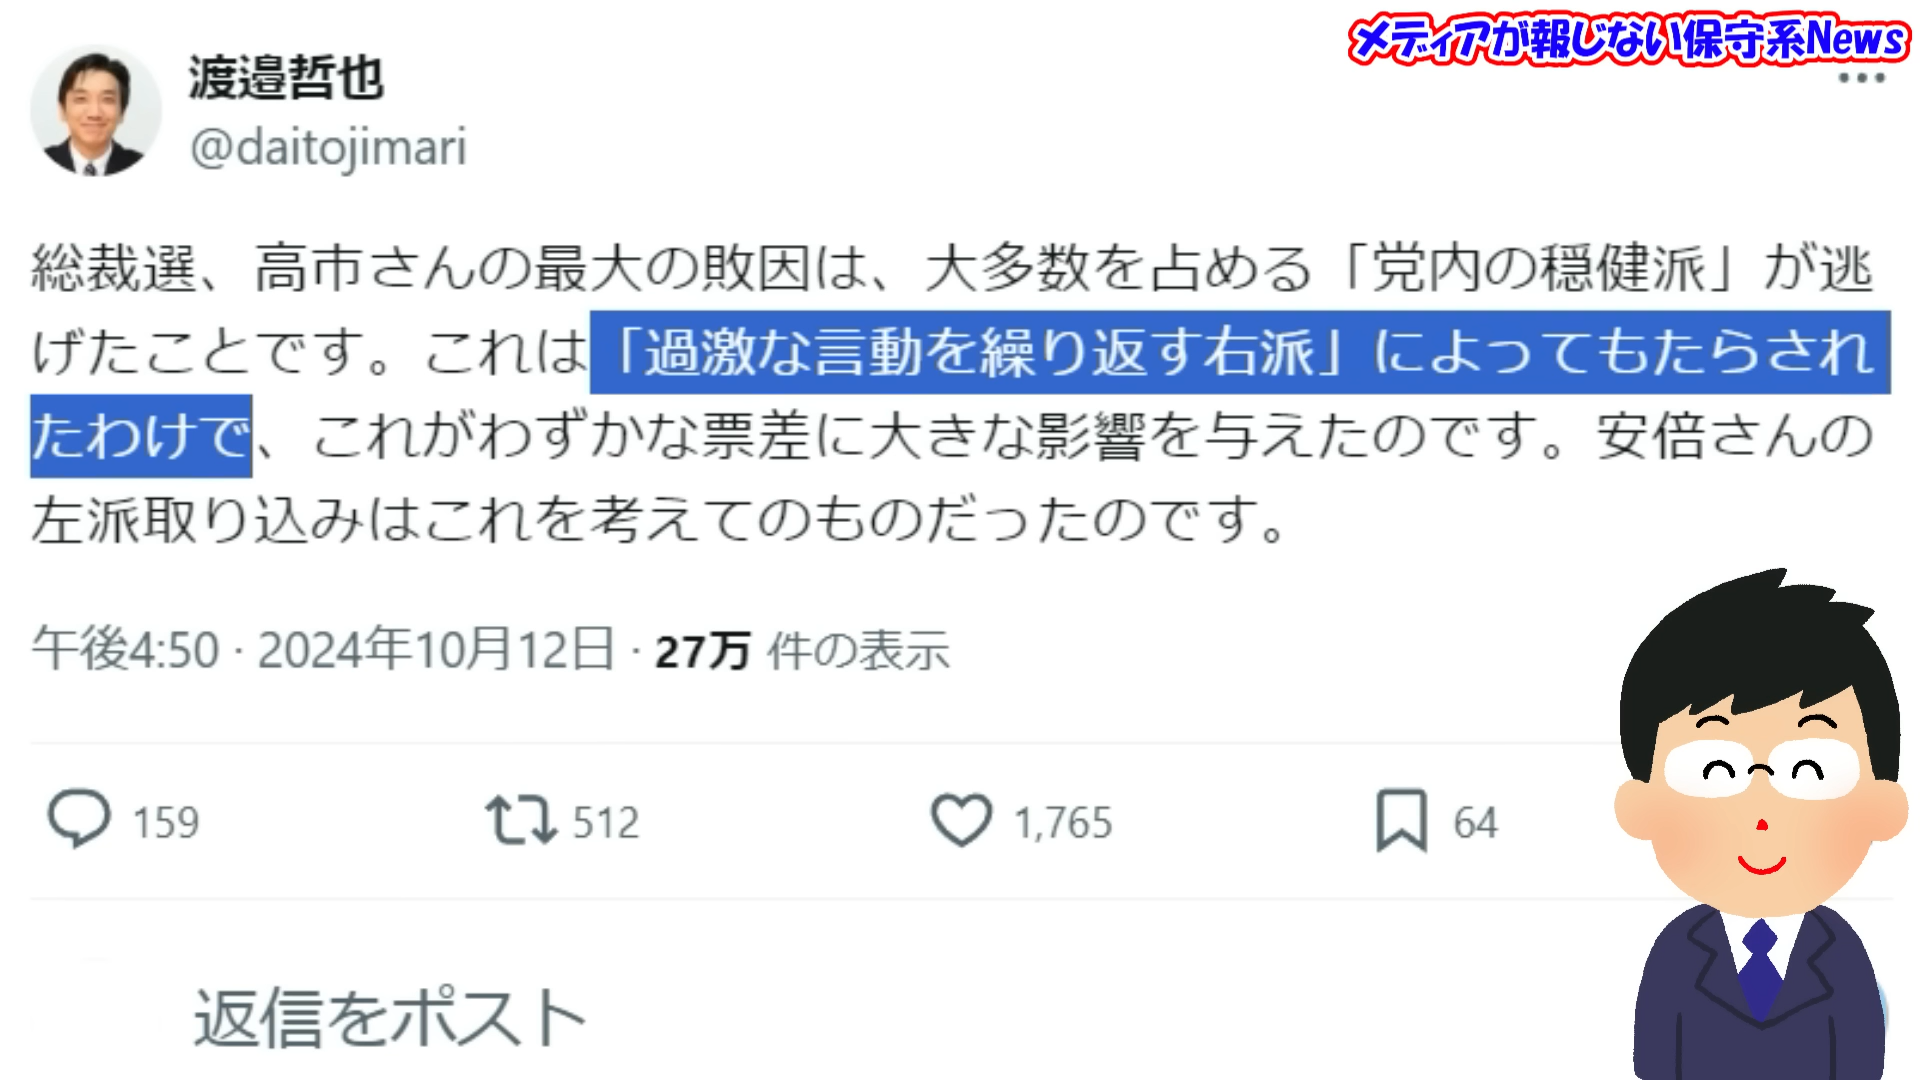 メディアが報じない保守系News
渡邉哲也
@daitojimari
総裁選、高市さんの最大の敗因は、大多数を占める「党内の穏健派」が逃
げたことです。これは「過激な言動を繰り返す右派」によってもたらされ
たわけで、これがわずかな票差に大きな影響を与えたのです。安倍さんの
左派取り込みはこれを考えてのものだったのです。
午後4:50 · 2024年10月12日 · 27万 件の表示
159 512 1,765 64
返信をポスト